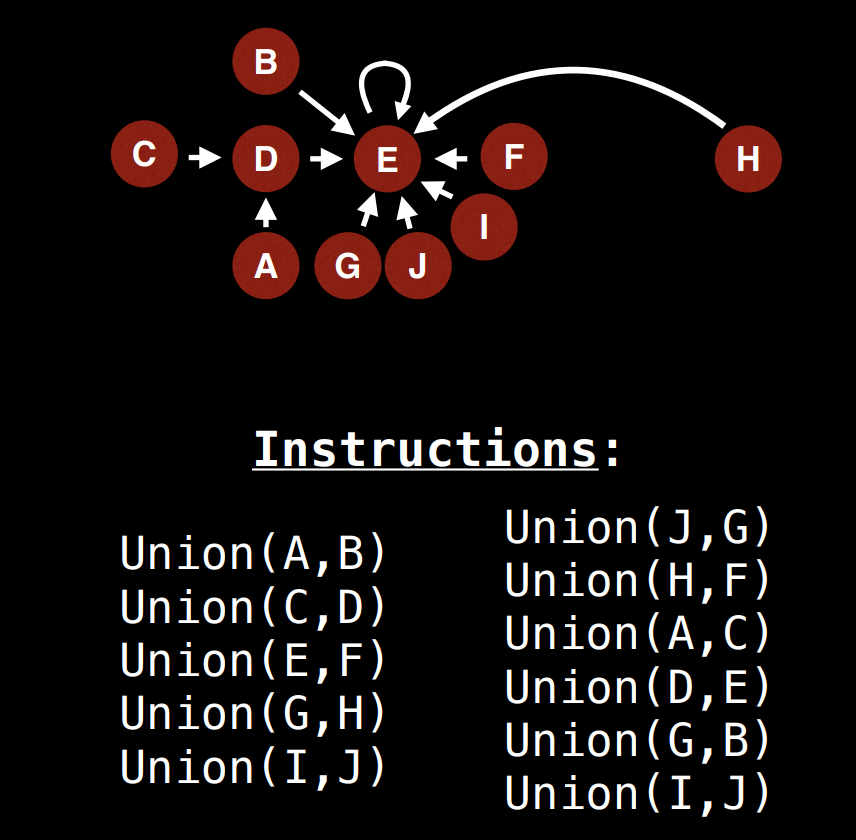 B
C D E F H
A G J I
Instructions:
Union(A,B)
Union(C,D)
Union(E,F)
Union(G,H)
Union(I,J)
Union(J,G)
Union(H,F)
Union(A,C)
Union(D,E)
Union(G,B)
Union(I,J)